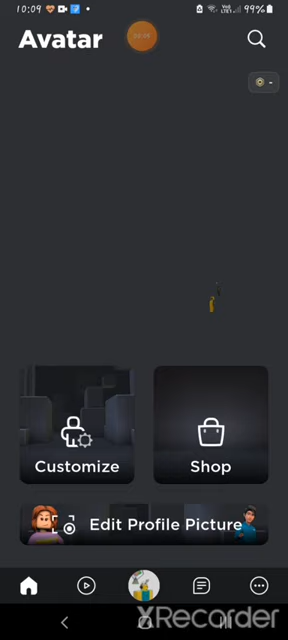 10:09
99%
Avatar
Customize
Shop
Edit Profile Picture
XRecorder